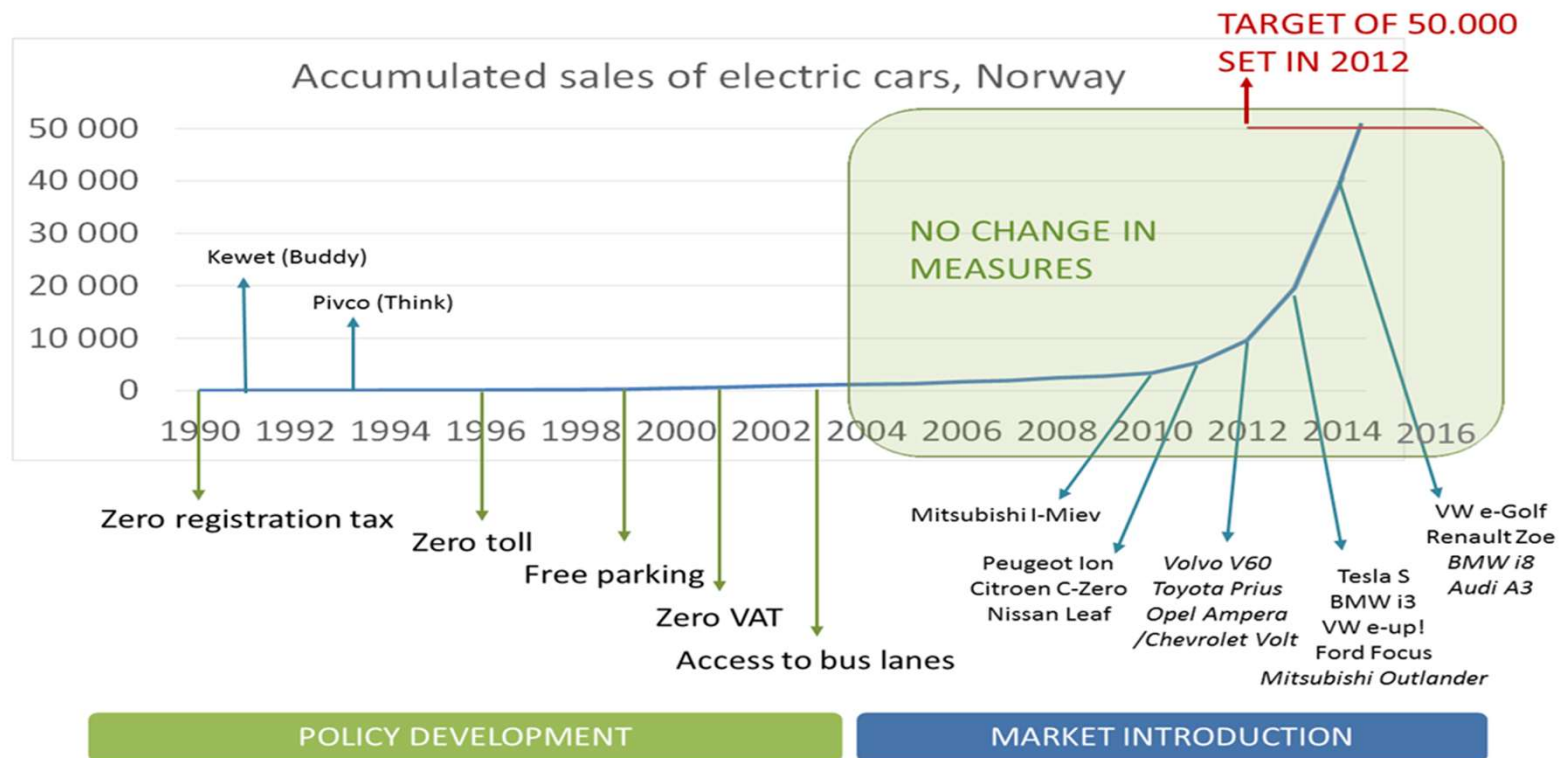 TARGET OF 50.000
SET IN 2012
Accumulated sales of electric cars, Norway
50 000
40 000
30 000
20 000
10 000
0
Kewet (Buddy)
Pivco (Think)
NO CHANGE IN
MEASURES
1990 1992 1994 1996 1998 2000 2002 2004 2006 2008 2010 2012 2014 2016
Zero registration tax
Zero toll
Free parking
Zero VAT
Access to bus lanes
Mitsubishi I-Miev
Peugeot Ion
Citroen C-Zero
Nissan Leaf
Volvo V60
Toyota Prius
Opel Ampera
/Chevrolet Volt
Tesla S
BMW i3
VW e-up!
Ford Focus
Mitsubishi Outlander
VW e-Golf
Renault Zoe
BMW i8
Audi A3
POLICY DEVELOPMENT
MARKET INTRODUCTION